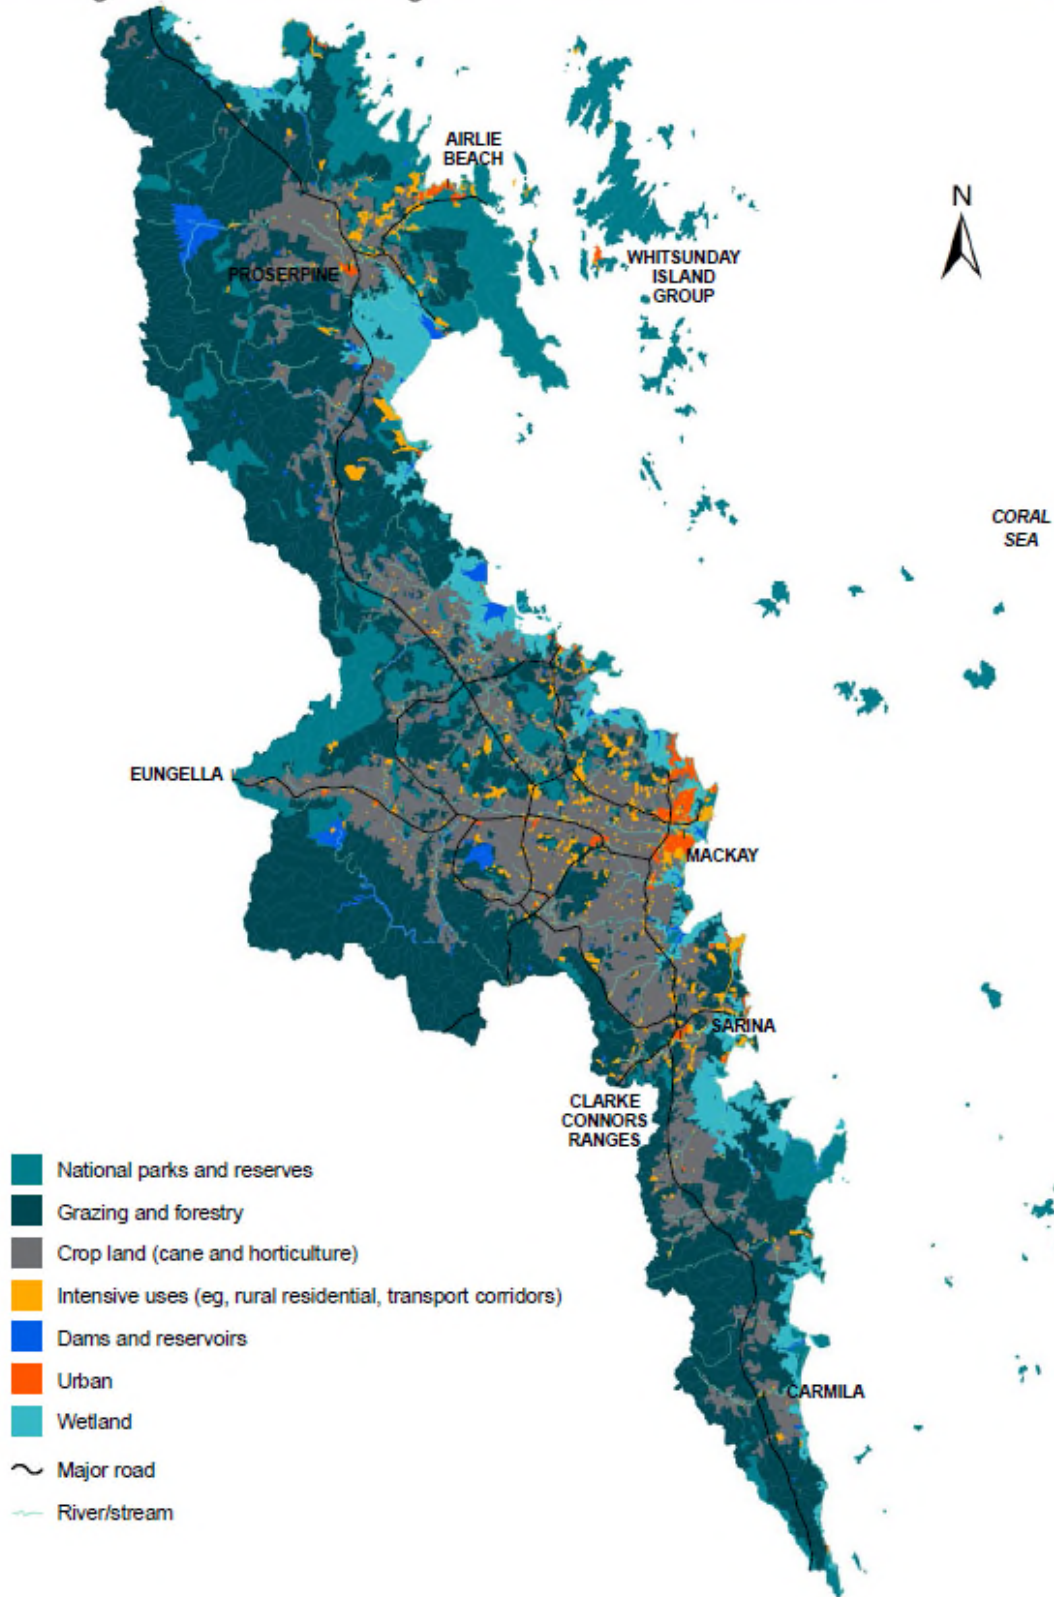 AIRLIE
BEACH
N
WHITSUNDAY
ISLAND
GROUP
PROSERPINE
CORAL
SEA
EUNGELLA
MACKAY
SARINA
CLARKE
CONNORS
RANGES
National parks and reserves
Grazing and forestry
Crop land (cane and horticulture)
Intensive uses (eg, rural residential, transport corridors)
Dams and reservoirs
Urban
CARMILA
Wetland
Major road
River/stream